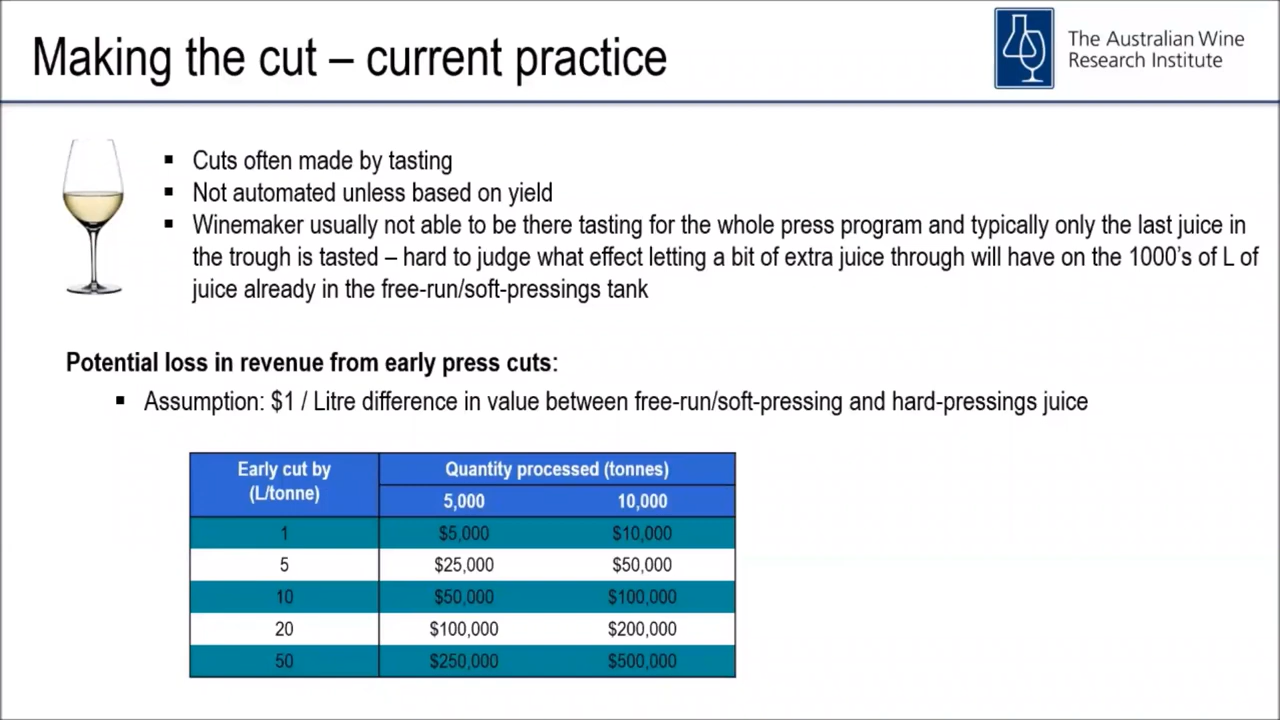 Making the cut – current practice
The Australian Wine
Research Institute
▪ Cuts often made by tasting
▪ Not automated unless based on yield
▪ Winemaker usually not able to be there tasting for the whole press program and typically only the last juice in
the trough is tasted – hard to judge what effect letting a bit of extra juice through will have on the 1000’s of L of
juice already in the free-run/soft-pressings tank
Potential loss in revenue from early press cuts:
▪ Assumption: $1 / Litre difference in value between free-run/soft-pressing and hard-pressings juice
Early cut by
(L/tonne)
Quantity processed (tonnes)
5,000 10,000
1 $5,000 $10,000
5 $25,000 $50,000
10 $50,000 $100,000
20 $100,000 $200,000
50 $250,000 $500,000